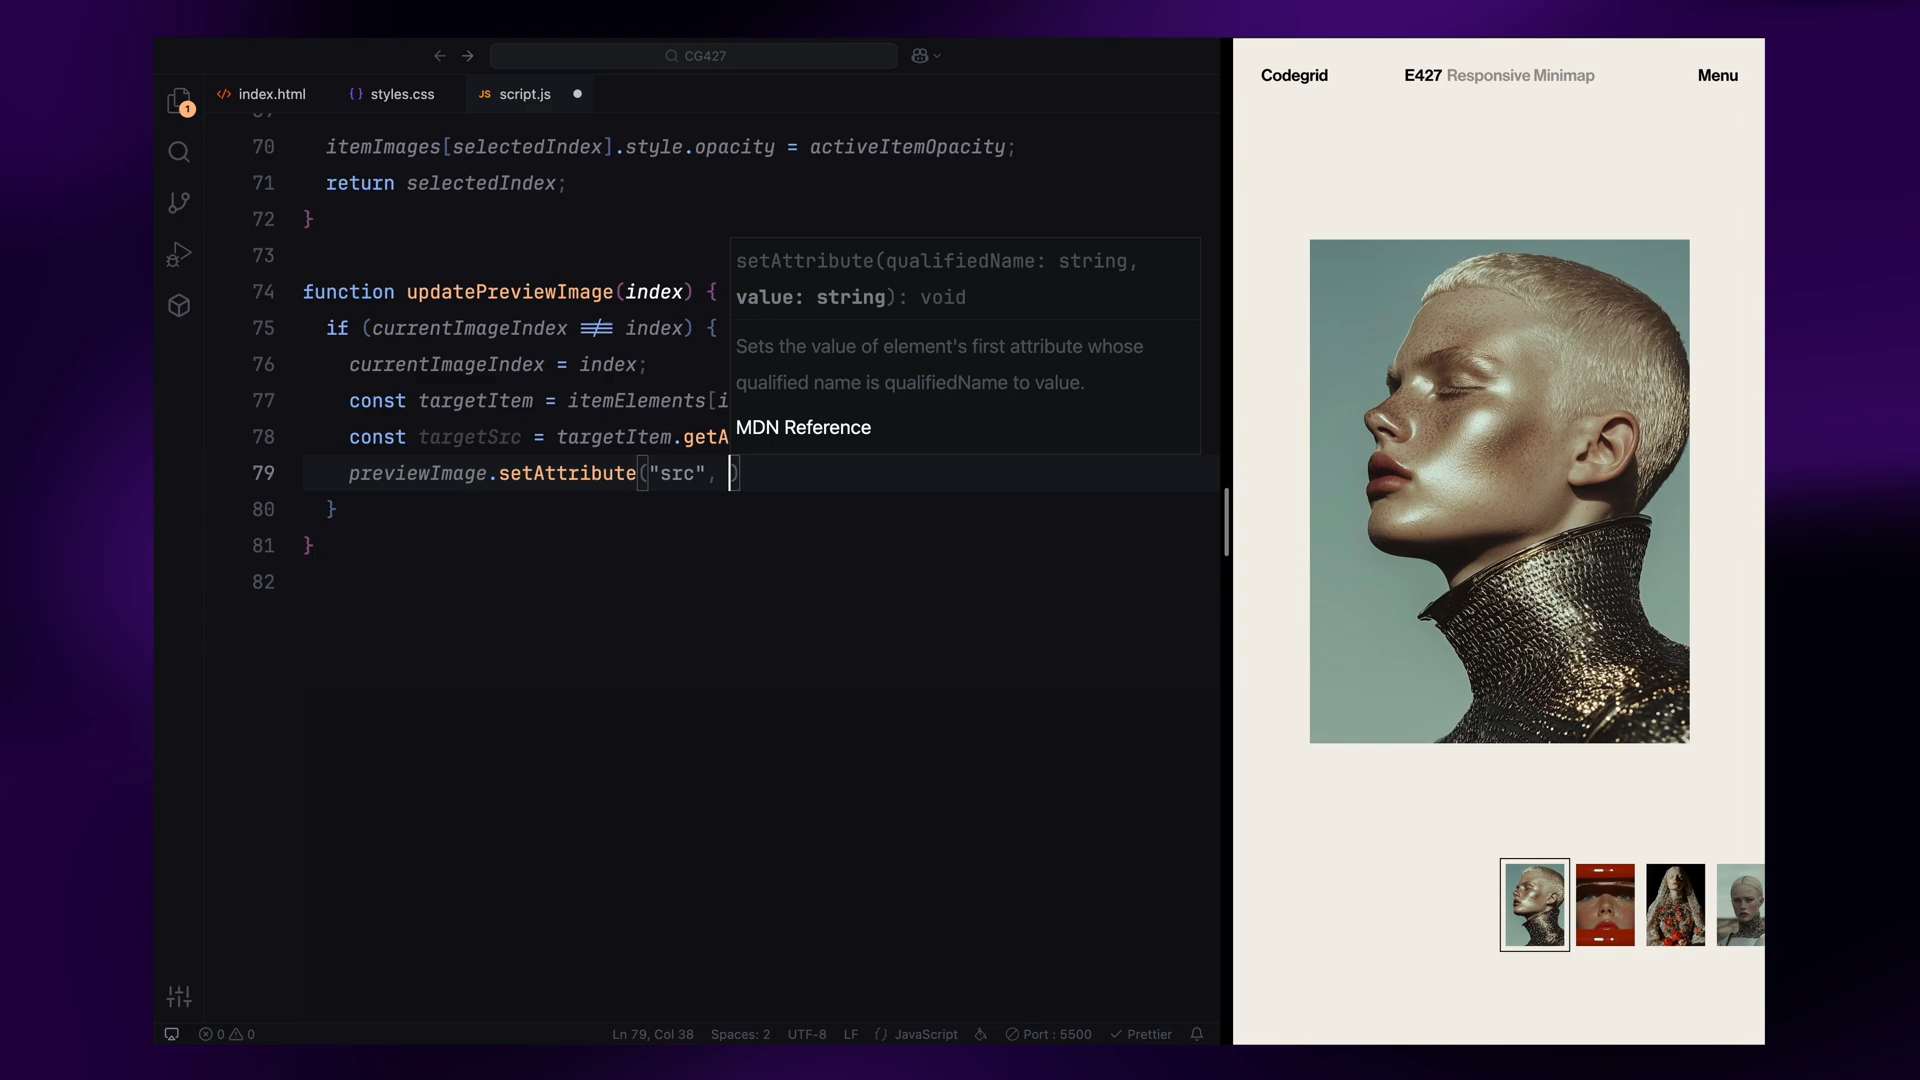 CG427
index.html
styles.css
JS script.js
1
70 itemImages[selectedIndex].style.opacity = activeItemOpacity;
71 return selectedIndex;
72 }
73
74 function updatePreviewImage(index) {
75 if (currentImageIndex !== index) {
76 currentImageIndex = index;
77 const targetItem = itemElements[i
78 const targetSrc = targetItem.getA
79 previewImage.setAttribute("src", )
80 }
81 }
82
setAttribute(qualifiedName: string,
value: string): void
Sets the value of element's first attribute whose
qualified name is qualifiedName to value.
MDN Reference
0 0
Ln 79, Col 38 Spaces: 2 UTF-8 LF {} JavaScript Port : 5500 Prettier
Codegrid
E427 Responsive Minimap
Menu